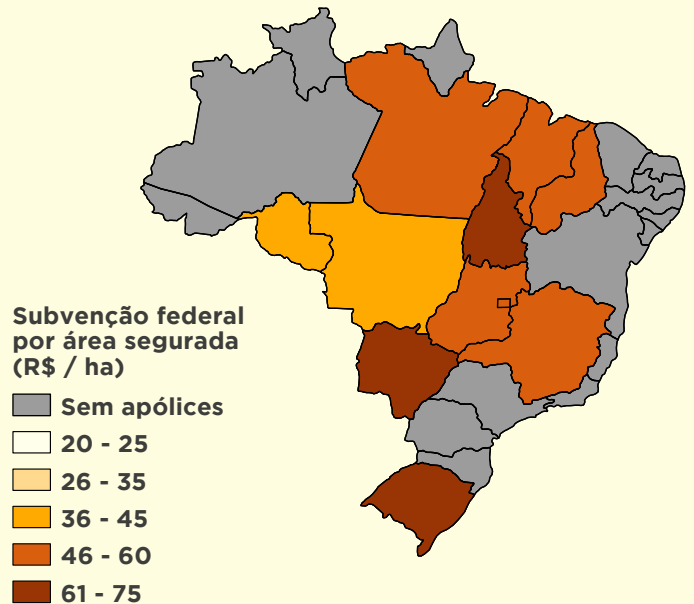 Subvenção federal
por área segurada
(R$ / ha)
Sem apólices
20 - 25
26 - 35
36 - 45
46 - 60
61 - 75